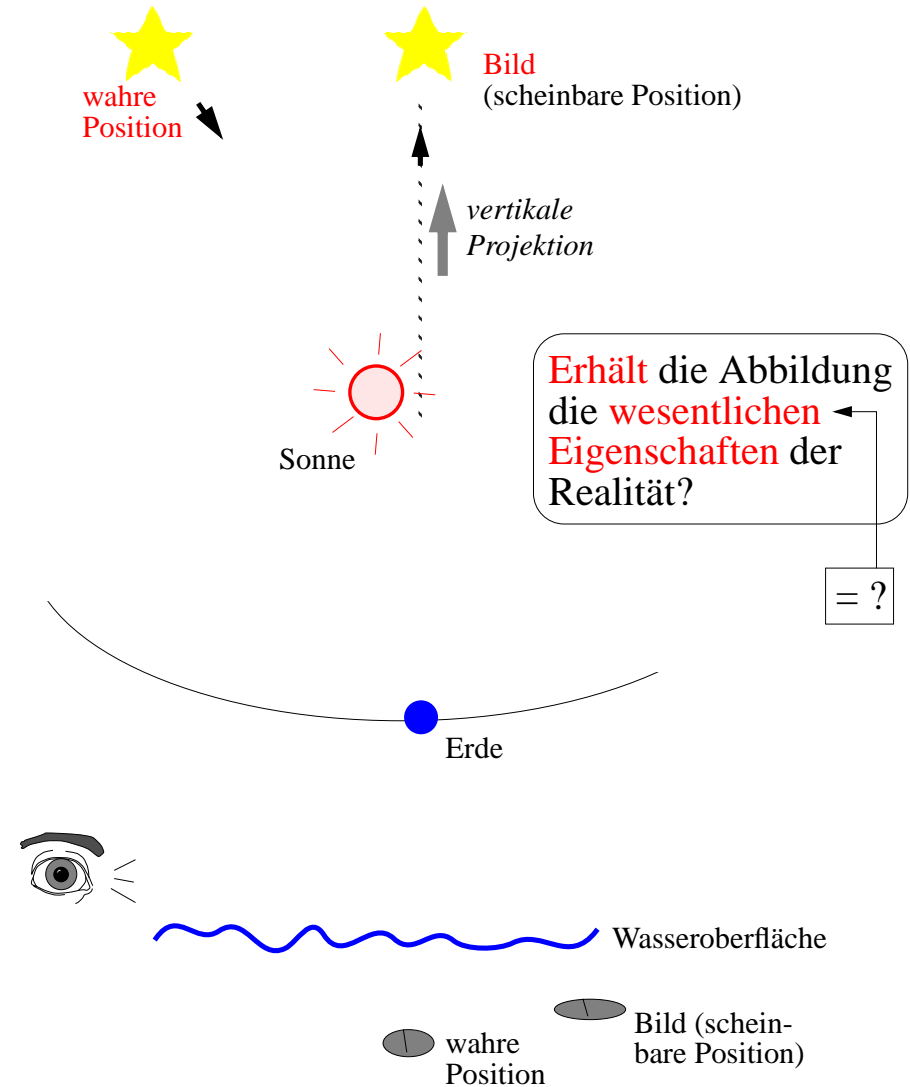 Bild
(scheinbare Position)
wahre
Position
vertikale
Projektion
Erhält die Abbildung
die wesentlichen
Eigenschaften der
Realität?
Sonne
= ?
Erde
Wasseroberfläche
wahre
Position
Bild (schein-
bare Position)